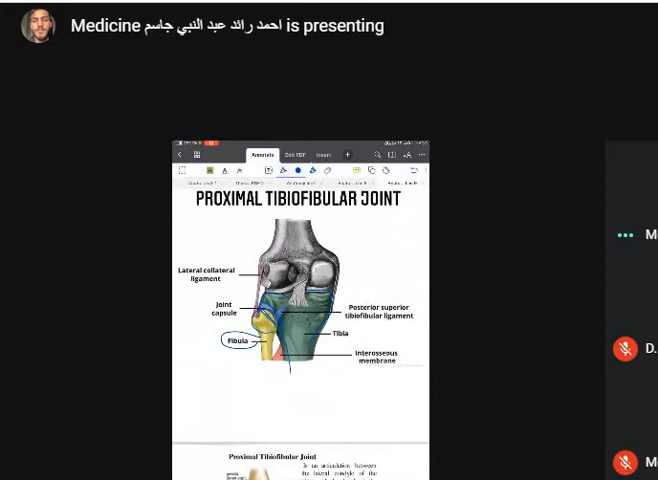 Medicine احمد رائد عبد النبي جاسم is presenting
Annotate Edit PDF Insert
PROXIMAL TIBIOFIBULAR JOINT
Lateral collateral
ligament
Joint
capsule
Posterior superior
tibiofibular ligament
Fibula
Tibia
Interosseous
membrane
Proximal Tibiofibular Joint
Is an articulation between
the lateral condyle of the
M
D.
M